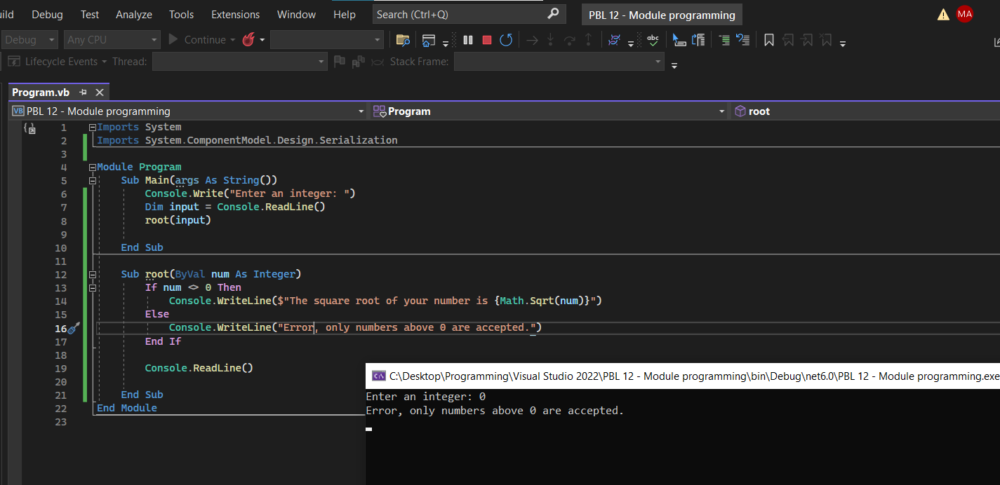 uild Debug Test Analyze Tools Extensions Window Help Search (Ctrl+Q) PBL 12 - Module programming MA
Debug Any CPU Continue abc
Lifecycle Events Thread: Stack Frame:
Program.vb
VB PBL 12 - Module programming Program root
1 Imports System
2 Imports System.ComponentModel.Design.Serialization
3
4 Module Program
5 Sub Main(args As String())
6 Console.Write("Enter an integer: ")
7 Dim input = Console.ReadLine()
8 root(input)
9
10 End Sub
11
12 Sub root(ByVal num As Integer)
13 If num <> 0 Then
14 Console.WriteLine($"The square root of your number is {Math.Sqrt(num)}")
15 Else
16 Console.WriteLine("Error, only numbers above 0 are accepted.")
17 End If
18
19 Console.ReadLine()
20
21 End Sub
22 End Module
23
C:\Desktop\Programming\Visual Studio 2022\PBL 12 - Module programming\bin\Debug\net6.0\PBL 12 - Module programming.exe
Enter an integer: 0
Error, only numbers above 0 are accepted.